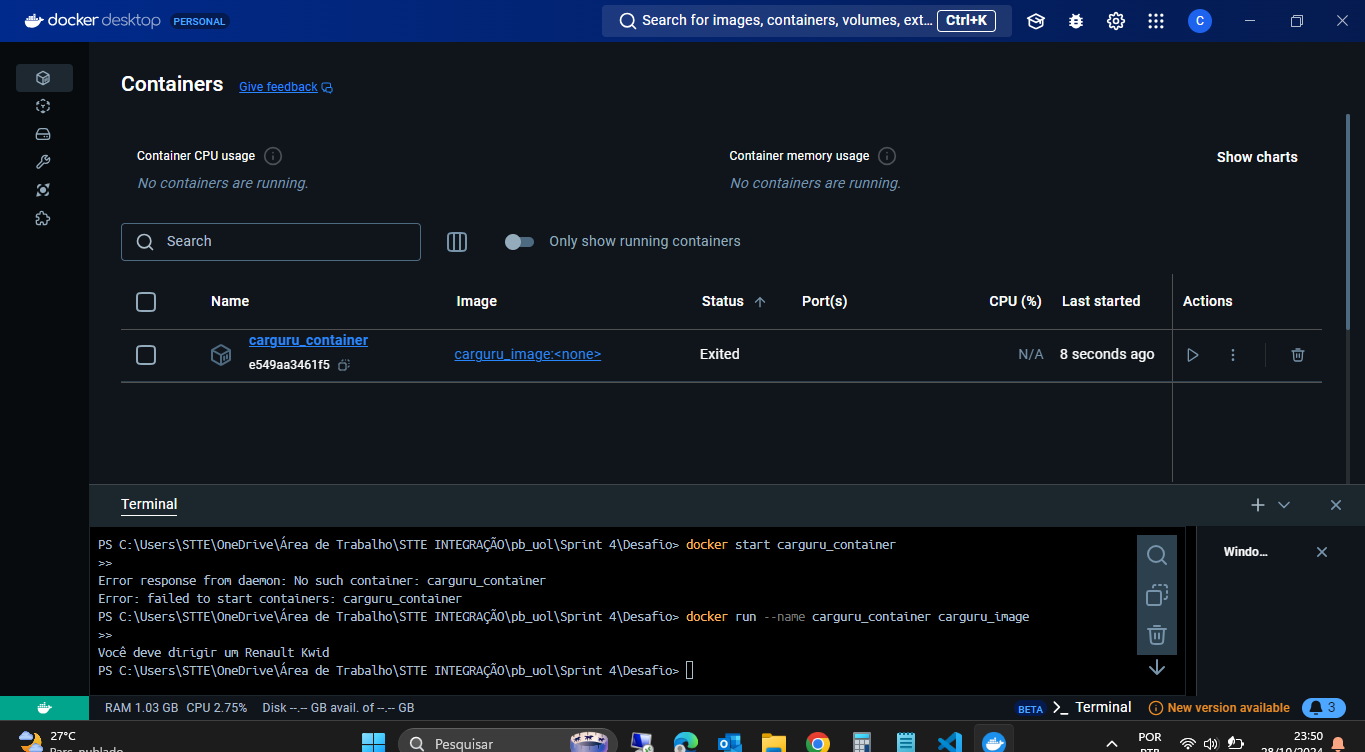 docker desktop PERSONAL
Search for images, containers, volumes, ext... Ctrl+K
C
Containers Give feedback
Container CPU usage
No containers are running.
Container memory usage
No containers are running.
Show charts
Search
Only show running containers
Name Image Status Port(s) CPU (%) Last started Actions
carguru_container
e549aa3461f5
carguru_image:<none> Exited N/A 8 seconds ago
Terminal
PS C:\Users\STTE\OneDrive\Área de Trabalho\STTE INTEGRAÇÃO\pb_uol\Sprint 4\Desafio> docker start carguru_container
>>
Error response from daemon: No such container: carguru_container
Error: failed to start containers: carguru_container
PS C:\Users\STTE\OneDrive\Área de Trabalho\STTE INTEGRAÇÃO\pb_uol\Sprint 4\Desafio> docker run --name carguru_container carguru_image
>>
Você deve dirigir um Renault Kwid
PS C:\Users\STTE\OneDrive\Área de Trabalho\STTE INTEGRAÇÃO\pb_uol\Sprint 4\Desafio>
Windo...
RAM 1.03 GB CPU 2.75% Disk --.-- GB avail. of --.-- GB
BETA Terminal New version available 3
27°C
Parc. nublado
Pesquisar
POR
PTB
23:50
28/10/2024